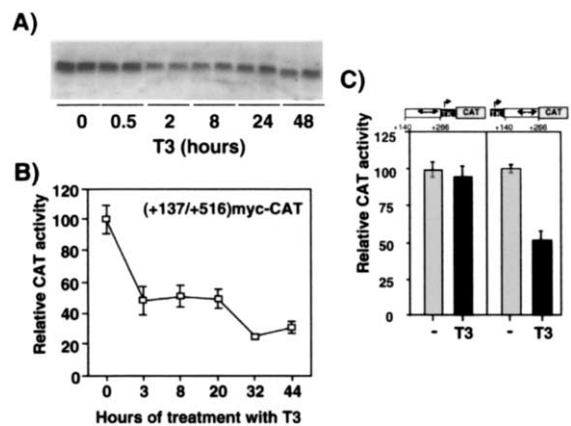 A)
0 0.5 2 8 24 48
T3 (hours)
B)
(+137/+516)myc-CAT
Relative CAT activity
120
100
80
60
40
20
0
0 3 8 20 32 44
Hours of treatment with T3
C)
CAT CAT
+140 +266 +140 +266
Relative CAT activity
125
100
75
50
25
0
- T3 - T3